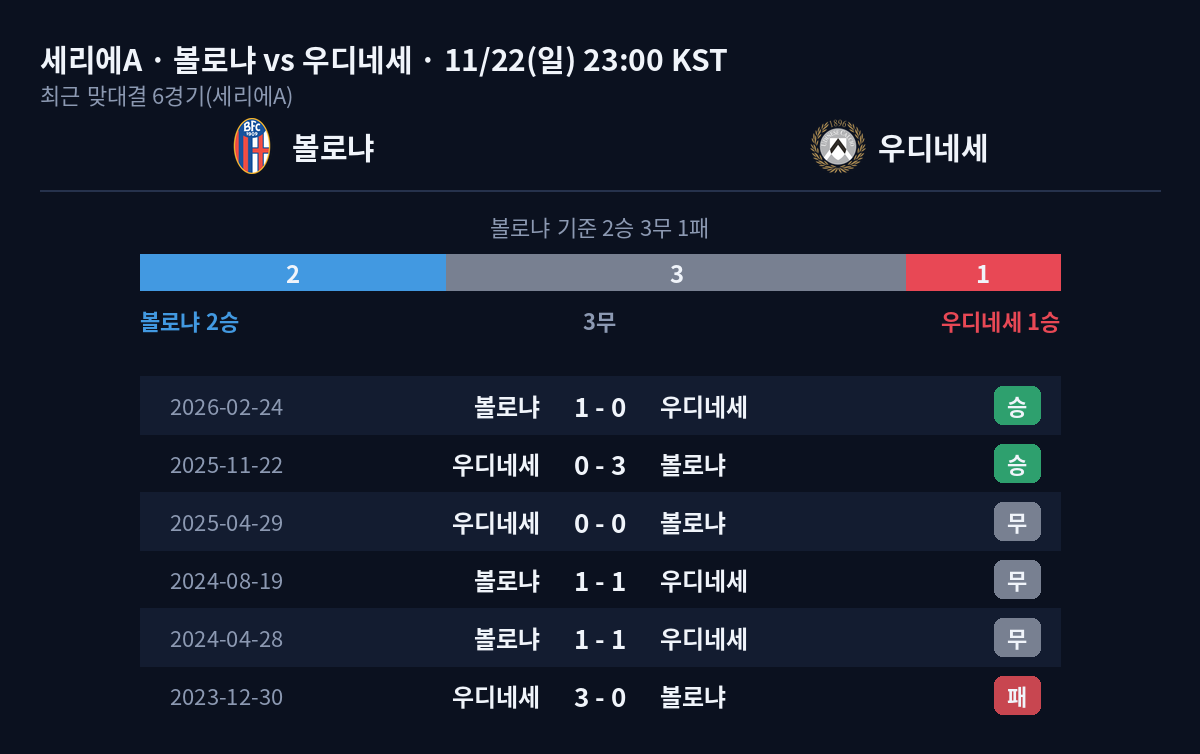 세리에A · 볼로냐 vs 우디네세 · 11/22(일) 23:00 KST
최근 맞대결 6경기(세리에A)
BFC
1909
볼로냐
1896
우디네세
볼로냐 기준 2승 3무 1패
2 3 1
볼로냐 2승 3무 우디네세 1승
2026-02-24 볼로냐 1 - 0 우디네세 승
2025-11-22 우디네세 0 - 3 볼로냐 승
2025-04-29 우디네세 0 - 0 볼로냐 무
2024-08-19 볼로냐 1 - 1 우디네세 무
2024-04-28 볼로냐 1 - 1 우디네세 무
2023-12-30 우디네세 3 - 0 볼로냐 패